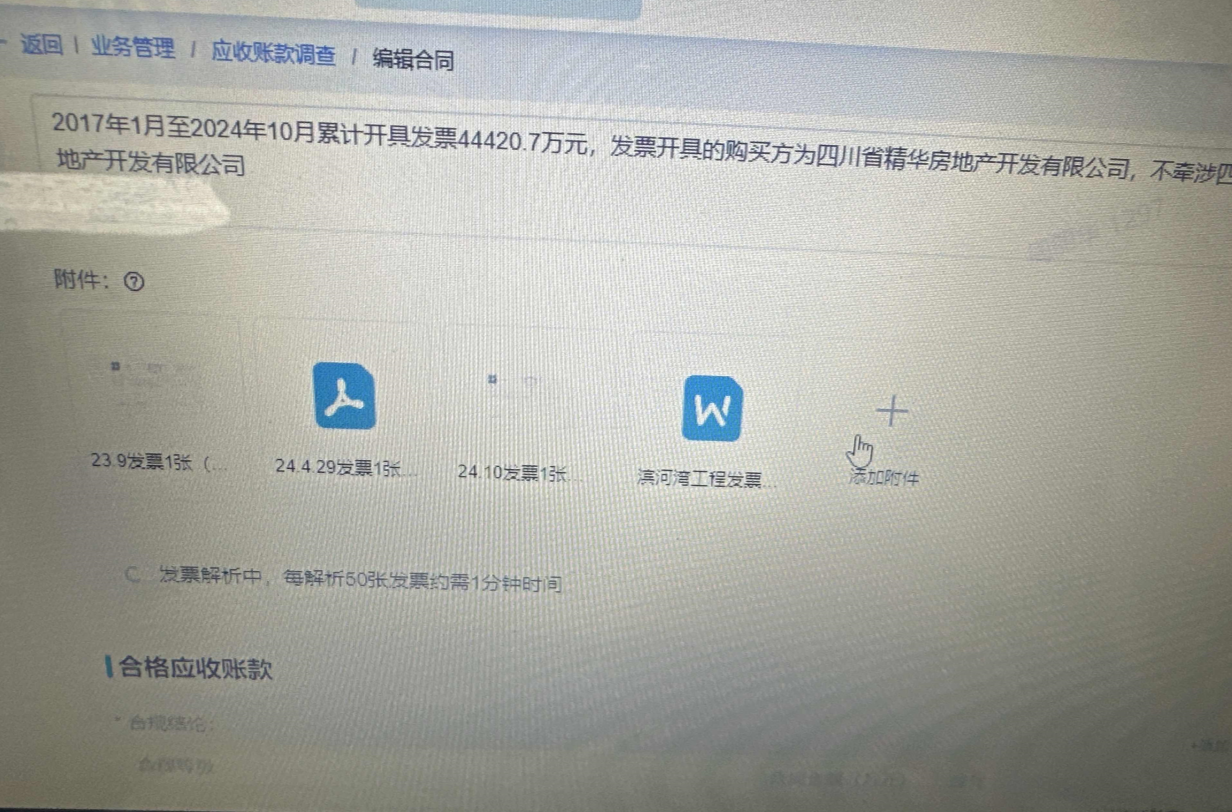 返回 | 业务管理 / 应收账款调查 / 编辑合同
2017年1月至2024年10月累计开具发票44420.7万元，发票开具的购买方为四川省精华房地产开发有限公司，不牵涉四
地产开发有限公司
附件：?
23.9发票1张（...
24.4.29发票1张...
24.10发票1张...
滨河湾工程发票...
添加附件
发票解析中，每解析50张发票约需1分钟时间
合格应收账款